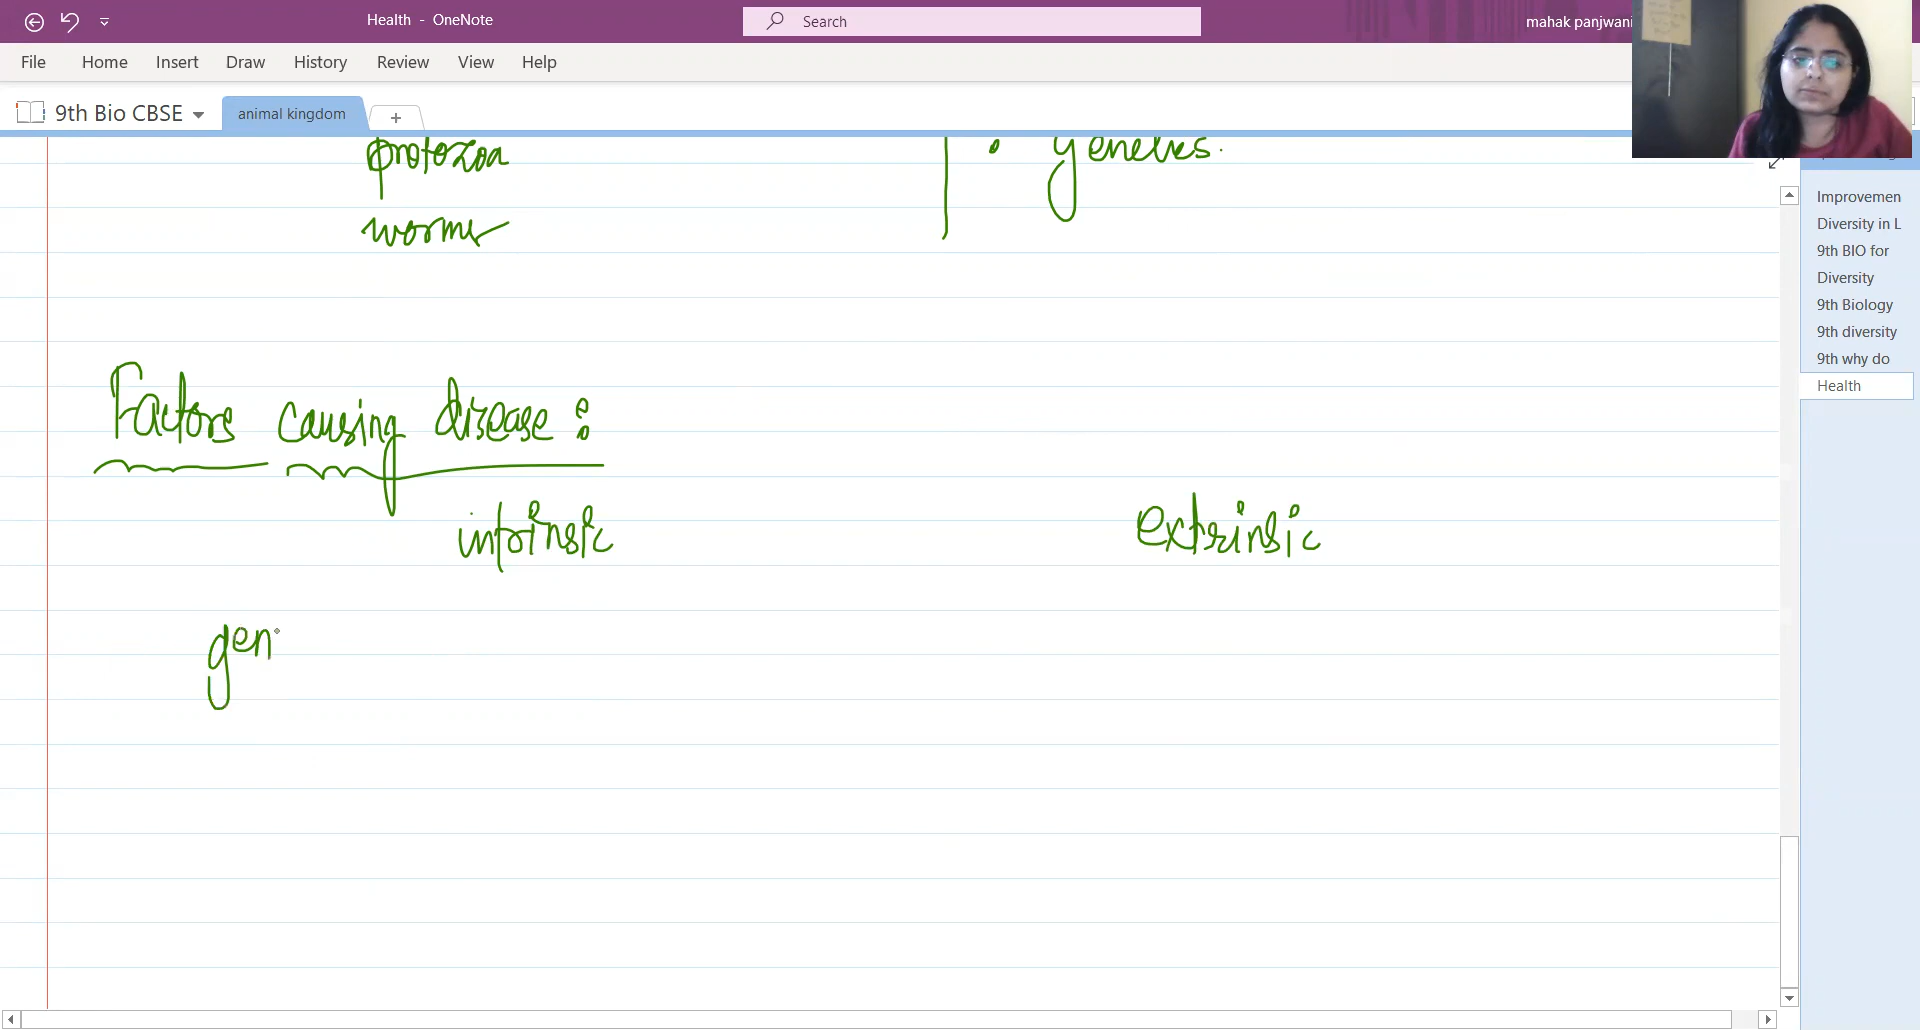 Health - OneNote
Search
mahak panjwani
File Home Insert Draw History Review View Help
9th Bio CBSE
animal kingdom
+
protozoa
worms
• genetics.
Factors causing disease :
intrinsic
extrinsic
gen
Improvemen
Diversity in L
9th BIO for
Diversity
9th Biology
9th diversity
9th why do
Health